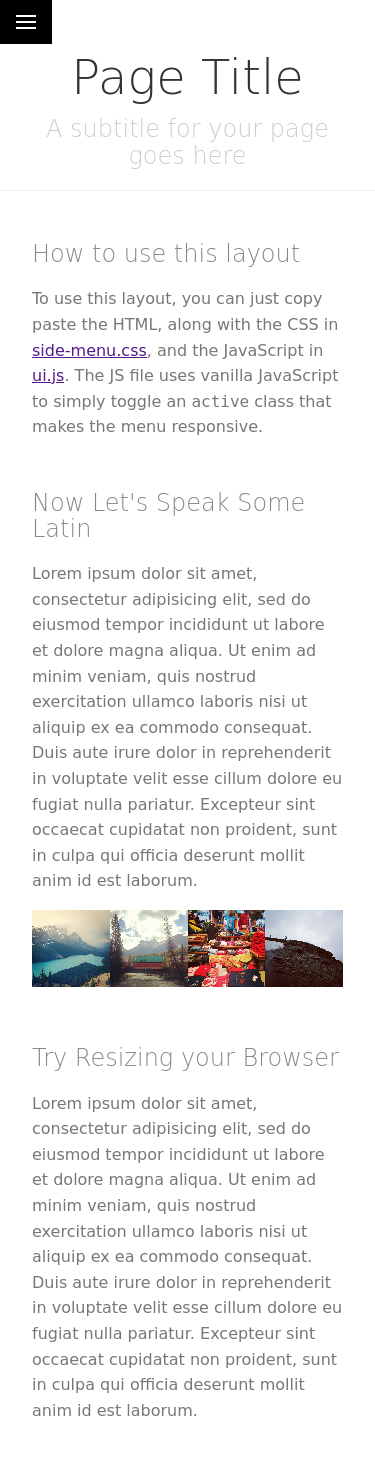 Page Title
A subtitle for your page
goes here
How to use this layout
To use this layout, you can just copy
paste the HTML, along with the CSS in
side-menu.css, and the JavaScript in
ui.js. The JS file uses vanilla JavaScript
to simply toggle an active class that
makes the menu responsive.
Now Let's Speak Some
Latin
Lorem ipsum dolor sit amet,
consectetur adipisicing elit, sed do
eiusmod tempor incididunt ut labore
et dolore magna aliqua. Ut enim ad
minim veniam, quis nostrud
exercitation ullamco laboris nisi ut
aliquip ex ea commodo consequat.
Duis aute irure dolor in reprehenderit
in voluptate velit esse cillum dolore eu
fugiat nulla pariatur. Excepteur sint
occaecat cupidatat non proident, sunt
in culpa qui officia deserunt mollit
anim id est laborum.
Try Resizing your Browser
Lorem ipsum dolor sit amet,
consectetur adipisicing elit, sed do
eiusmod tempor incididunt ut labore
et dolore magna aliqua. Ut enim ad
minim veniam, quis nostrud
exercitation ullamco laboris nisi ut
aliquip ex ea commodo consequat.
Duis aute irure dolor in reprehenderit
in voluptate velit esse cillum dolore eu
fugiat nulla pariatur. Excepteur sint
occaecat cupidatat non proident, sunt
in culpa qui officia deserunt mollit
anim id est laborum.